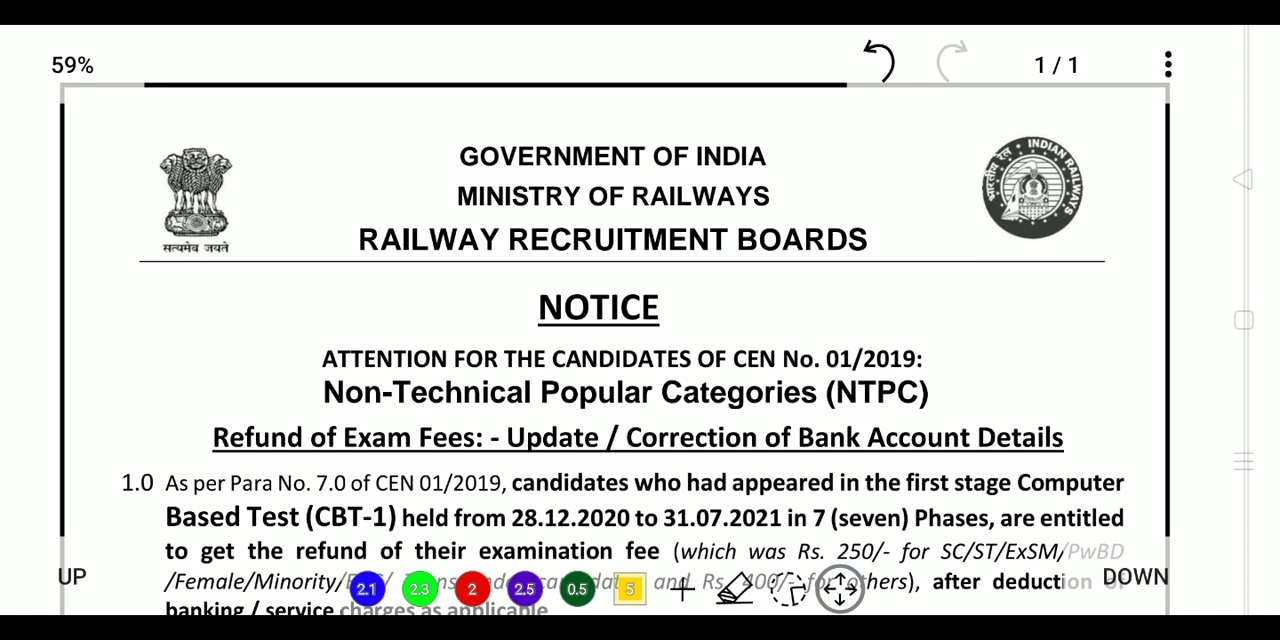 59%
1 / 1
GOVERNMENT OF INDIA
MINISTRY OF RAILWAYS
RAILWAY RECRUITMENT BOARDS
सत्यमेव जयते
भारतीय रेल • INDIAN RAILWAYS
NOTICE
ATTENTION FOR THE CANDIDATES OF CEN No. 01/2019:
Non-Technical Popular Categories (NTPC)
Refund of Exam Fees: - Update / Correction of Bank Account Details
1.0 As per Para No. 7.0 of CEN 01/2019, candidates who had appeared in the first stage Computer
Based Test (CBT-1) held from 28.12.2020 to 31.07.2021 in 7 (seven) Phases, are entitled
to get the refund of their examination fee (which was Rs. 250/- for SC/ST/ExSM/PwBD
/Female/Minority/ and Rs. 400/- for others), after deduction of
banking / service charges as applicable
UP
DOWN
2.1 2.3 2 2.5 0.5 5